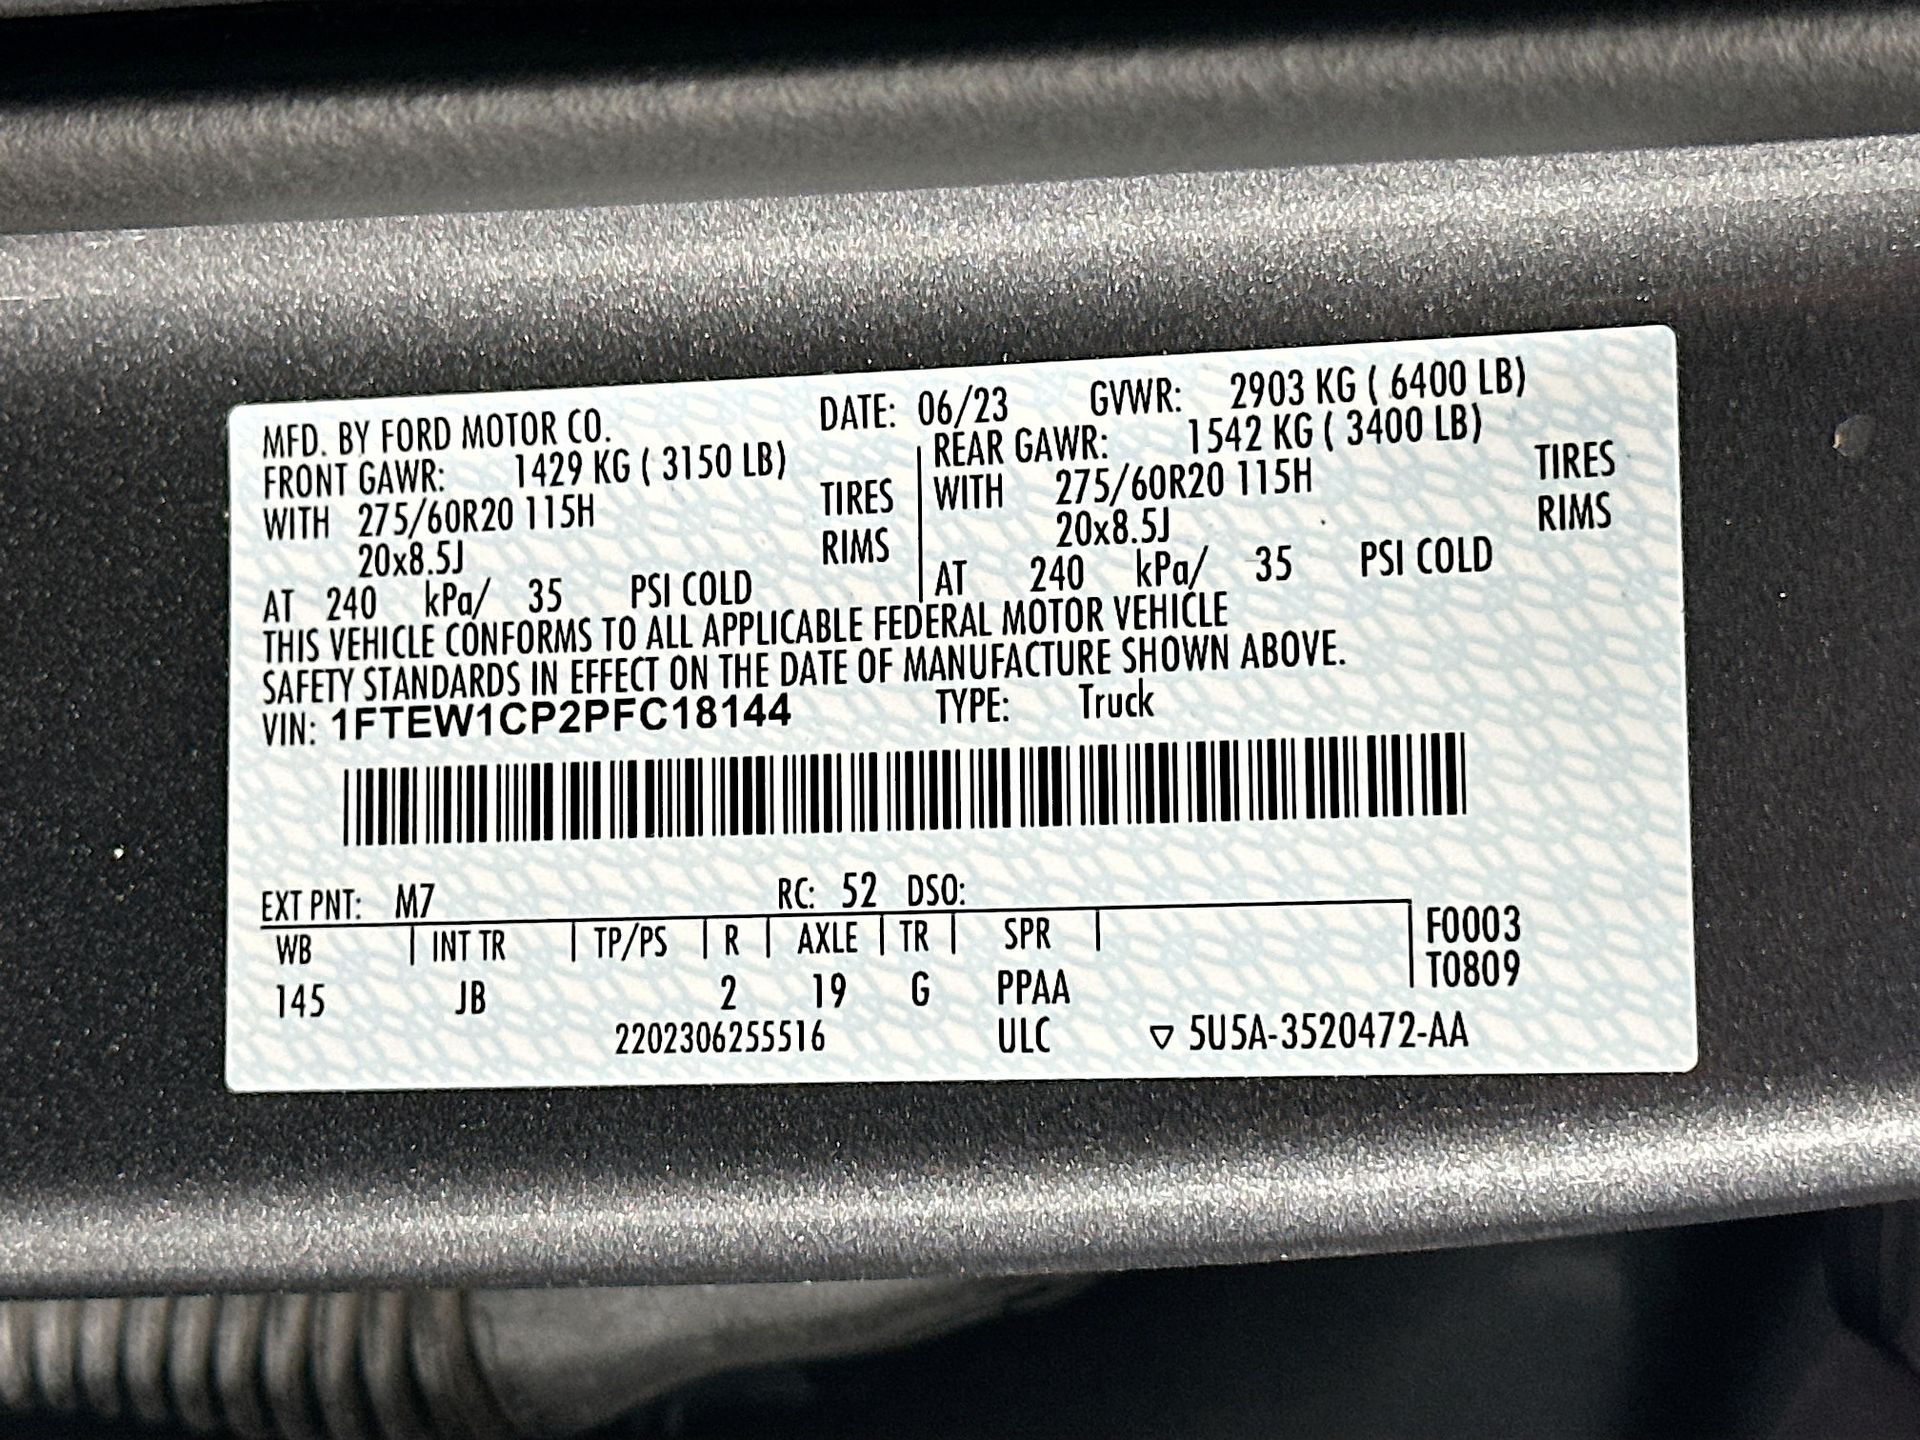 MFD. BY FORD MOTOR CO. DATE: 06/23 GVWR: 2903 KG ( 6400 LB)
FRONT GAWR: 1429 KG ( 3150 LB) REAR GAWR: 1542 KG ( 3400 LB)
WITH 275/60R20 115H TIRES WITH 275/60R20 115H TIRES
20x8.5J RIMS 20x8.5J RIMS
AT 240 kPa/ 35 PSI COLD AT 240 kPa/ 35 PSI COLD
THIS VEHICLE CONFORMS TO ALL APPLICABLE FEDERAL MOTOR VEHICLE
SAFETY STANDARDS IN EFFECT ON THE DATE OF MANUFACTURE SHOWN ABOVE.
VIN: 1FTEW1CP2PFC18144 TYPE: Truck
EXT PNT: M7 RC: 52 DSO:
WB INT TR TP/PS R AXLE TR SPR F0003
145 JB 2 19 G PPAA T0809
2202306255516 ULC ▽ 5U5A-3520472-AA